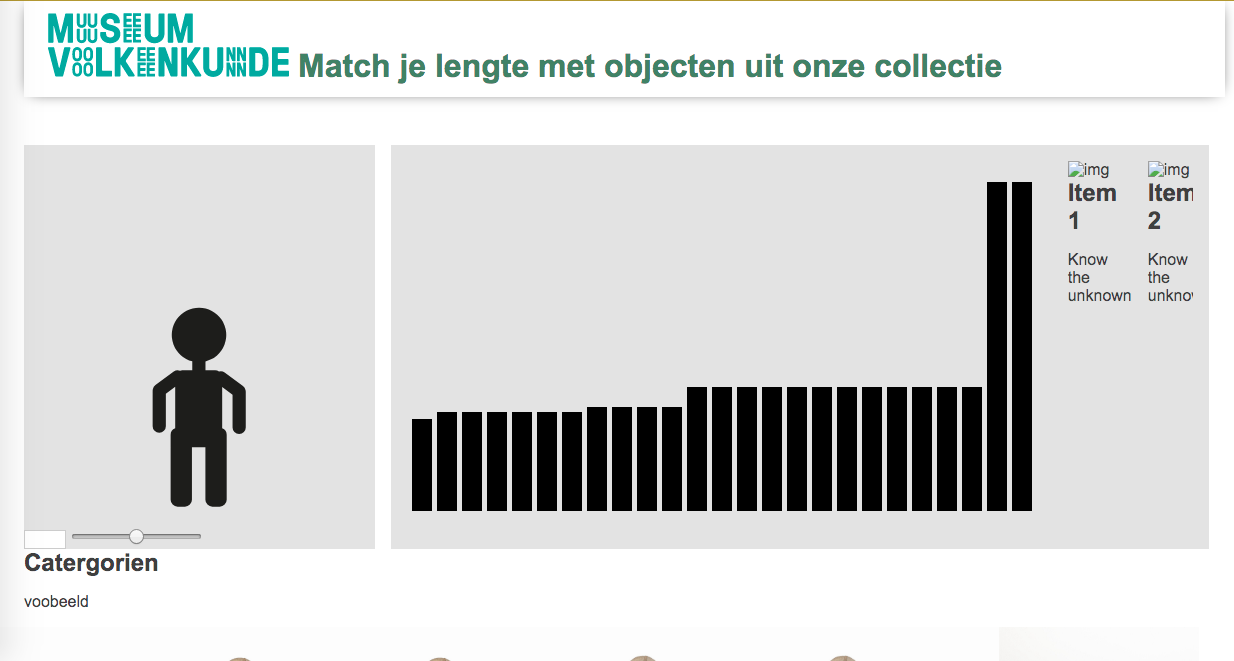 MUSEUM
VOLKENKUNDE Match je lengte met objecten uit onze collectie
img
Item
1
Know
the
unknown
img
Item
2
Know
the
unknow
Catergorien
voobeeld